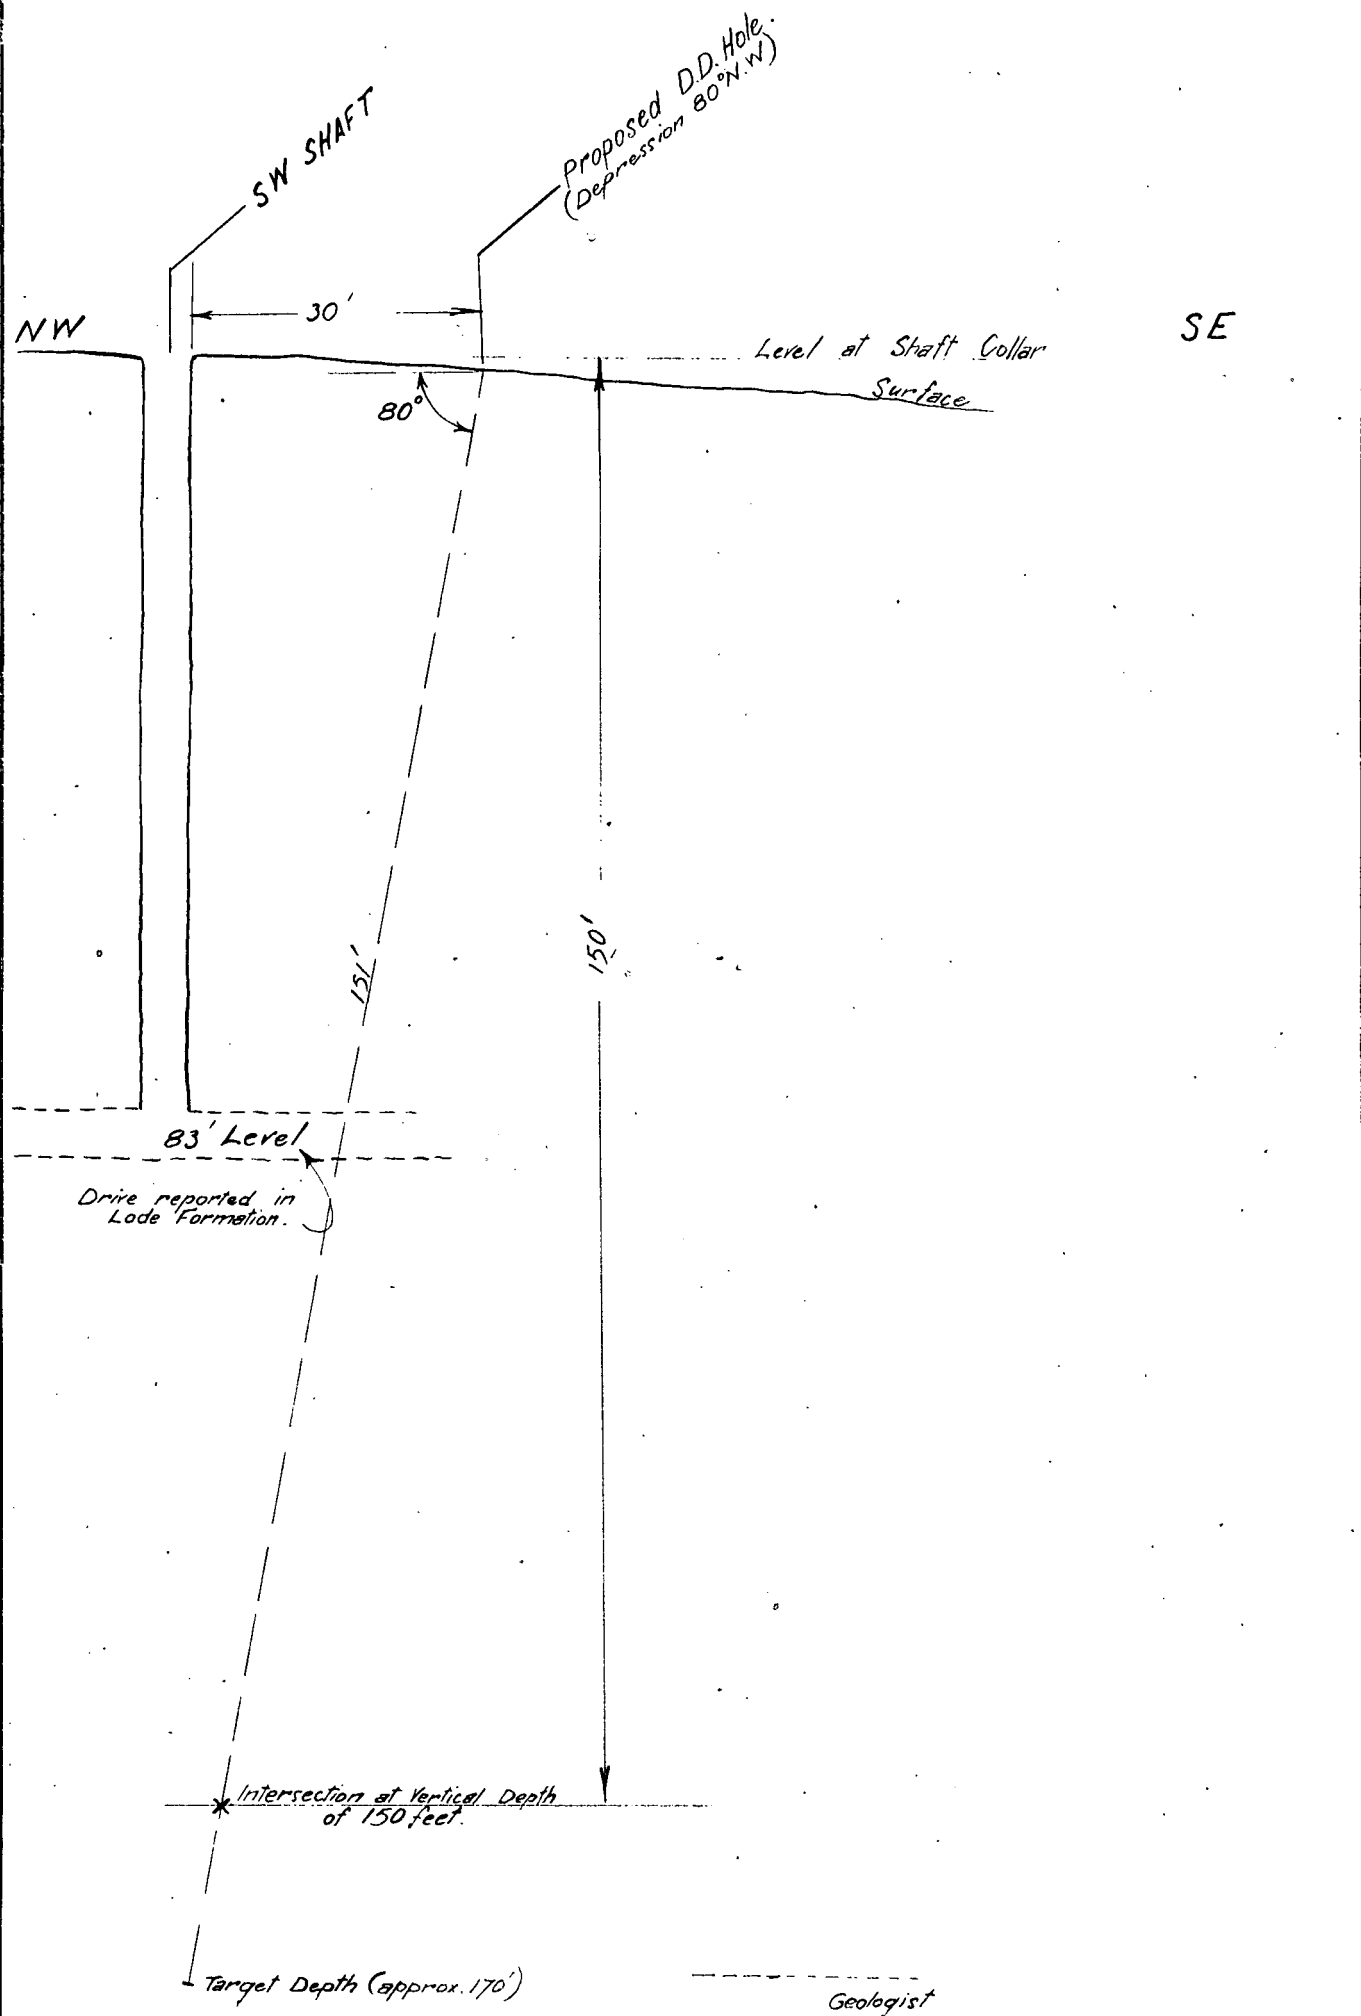 Proposed D.D. Hole.
(Depression 80° N.W)
SW SHAFT
30'
NW
SE
Level at Shaft Collar
Surface
80°
151'
150'
83' Level
Drive reported in
Lode Formation.
Intersection at Vertical Depth
of 150 feet.
Target Depth (approx. 170')
Geologist